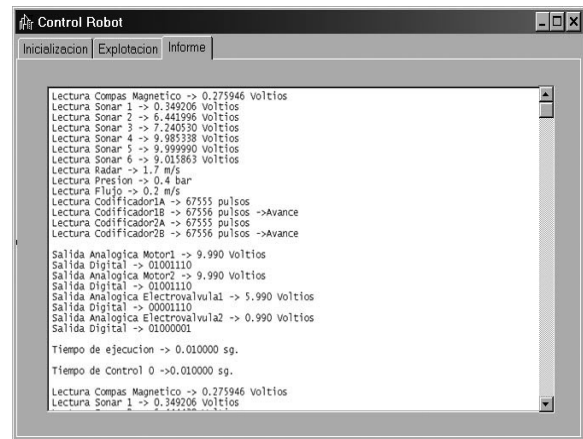 Control Robot
Inicializacion Explotacion Informe
Lectura Compas Magnetico -> 0.275946 Voltios
Lectura Sonar 1 -> 0.349206 Voltios
Lectura Sonar 2 -> 6.441996 Voltios
Lectura Sonar 3 -> 7.240530 Voltios
Lectura Sonar 4 -> 9.985338 Voltios
Lectura Sonar 5 -> 9.999990 Voltios
Lectura Sonar 6 -> 9.015863 Voltios
Lectura Radar -> 1.7 m/s
Lectura Presion -> 0.4 bar
Lectura Flujo -> 0.2 m/s
Lectura Codificador1A -> 67555 pulsos
Lectura Codificador1B -> 67556 pulsos ->Avance
Lectura Codificador2A -> 67555 pulsos
Lectura Codificador2B -> 67556 pulsos ->Avance
Salida Analogica Motor1 -> 9.990 Voltios
Salida Digital -> 01001110
Salida Analogica Motor2 -> 9.990 Voltios
Salida Digital -> 01001110
Salida Analogica Electrovalvula1 -> 5.990 Voltios
Salida Digital -> 00001110
Salida Analogica Electrovalvula2 -> 0.990 Voltios
Salida Digital -> 01000001
Tiempo de ejecucion -> 0.010000 sg.
Tiempo de Control 0 ->0.010000 sg.
Lectura Compas Magnetico -> 0.275946 Voltios
Lectura Sonar 1 -> 0.349206 Voltios